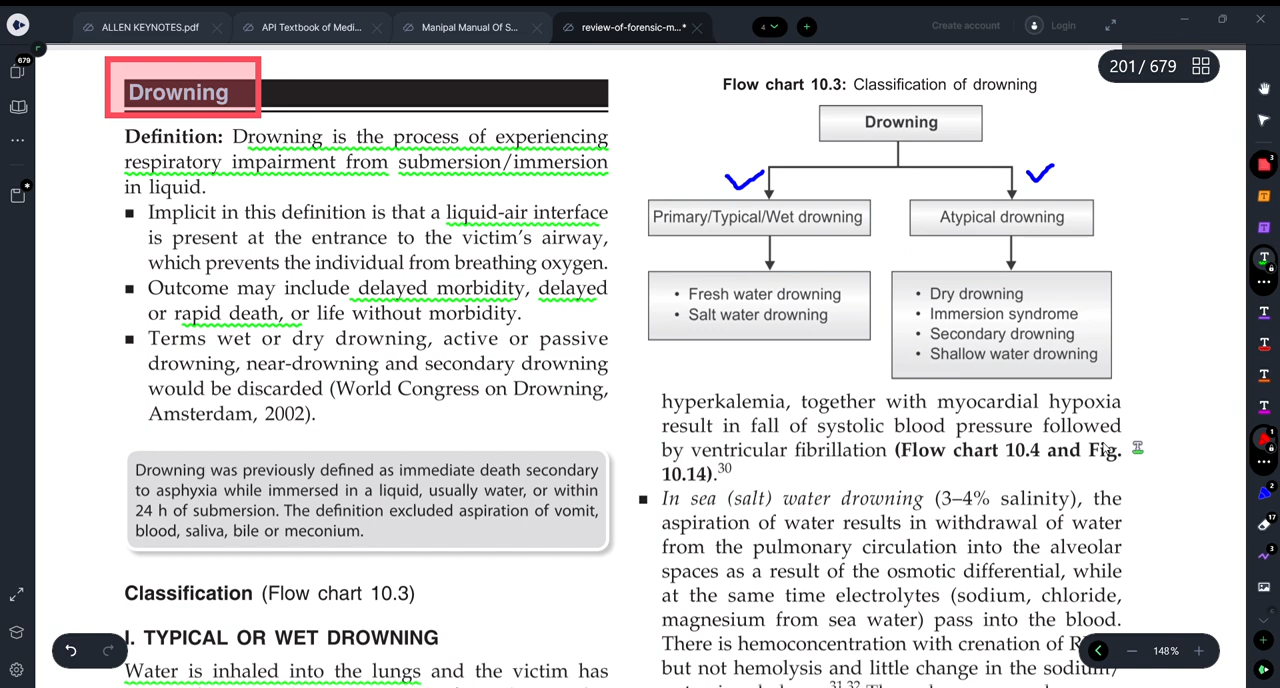 ALLEN KEYNOTES.pdf
API Textbook of Medi...
Manipal Manual Of S...
review-of-forensic-m...*
4
Create account
Login
679
201 / 679
Drowning
Definition: Drowning is the process of experiencing
respiratory impairment from submersion/immersion
in liquid.
■ Implicit in this definition is that a liquid-air interface
is present at the entrance to the victim's airway,
which prevents the individual from breathing oxygen.
■ Outcome may include delayed morbidity, delayed
or rapid death, or life without morbidity.
■ Terms wet or dry drowning, active or passive
drowning, near-drowning and secondary drowning
would be discarded (World Congress on Drowning,
Amsterdam, 2002).
Drowning was previously defined as immediate death secondary
to asphyxia while immersed in a liquid, usually water, or within
24 h of submersion. The definition excluded aspiration of vomit,
blood, saliva, bile or meconium.
Classification (Flow chart 10.3)
I. TYPICAL OR WET DROWNING
Water is inhaled into the lungs and the victim has
Flow chart 10.3: Classification of drowning
Drowning
Primary/Typical/Wet drowning
Atypical drowning
• Fresh water drowning
• Salt water drowning
• Dry drowning
• Immersion syndrome
• Secondary drowning
• Shallow water drowning
hyperkalemia, together with myocardial hypoxia
result in fall of systolic blood pressure followed
by ventricular fibrillation (Flow chart 10.4 and Fig.
10.14).30
■ In sea (salt) water drowning (3–4% salinity), the
aspiration of water results in withdrawal of water
from the pulmonary circulation into the alveolar
spaces as a result of the osmotic differential, while
at the same time electrolytes (sodium, chloride,
magnesium from sea water) pass into the blood.
There is hemoconcentration with crenation of
but not hemolysis and little change in the sodium/
148%
3
T
T
T
T
T
T
T
T
1
2
17
3